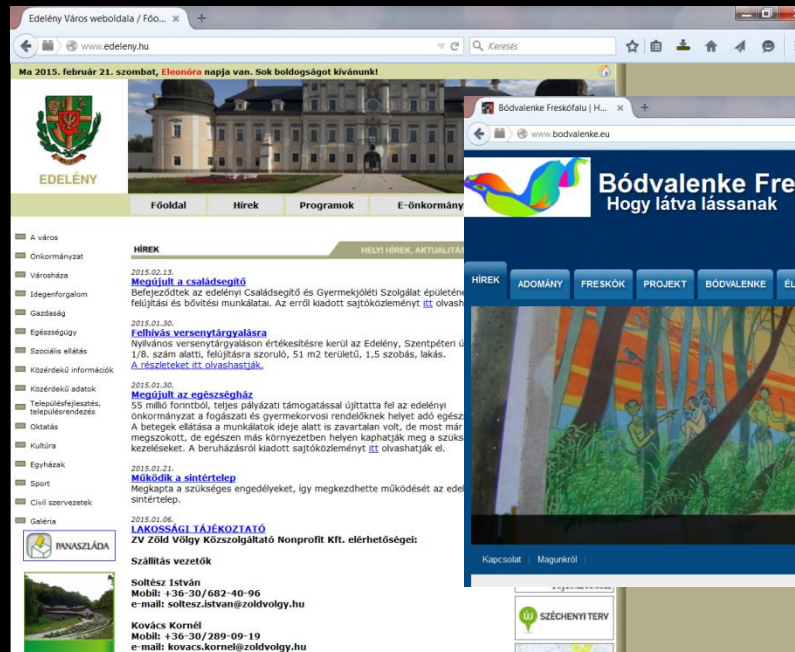 Edelény Város weboldala / Főo...
www.edeleny.hu
Keresés
Ma 2015. február 21. szombat, Eleonóra napja van. Sok boldogságot kívánunk!
EDELÉNY
Főoldal Hírek Programok
A város
Önkormányzat
Városháza
Idegenforgalom
Gazdaság
Egészségügy
Szociális ellátás
Közérdekű információk
Közérdekű adatok
Településfejlesztés,
településrendezés
Oktatás
Kultúra
Egyházak
Sport
Civil szervezetek
Galéria
PANASZLÁDA
HÍREK HELYI HÍREK,
2015.02.13.
Megújult a családsegítő
Befejeződtek az edelényi Családsegítő és Gyermekjóléti Szolgálat
felújítási és bővítési munkálatai. Az erről kiadott sajtóközleményt itt
2015.01.30.
Felhívás versenytárgyalásra
Nyilvános versenytárgyaláson értékesítésre kerül az Edelény, Szentpéteri
1/8. szám alatti, felújításra szoruló, 51 m2 területű, 1,5 szobás, lakás.
A részleteket itt olvashastják.
2015.01.30.
Megújult az egészségház
55 millió forintból, teljes pályázati támogatással újíttatta fel az edelényi
önkormányzat a fogászati és gyermekorvosi rendelőknek helyet adó
A betegek ellátása a munkálatok ideje alatt is zavartalan volt, de most már
megszokott, de egészen más környezetben helyen kaphatják meg a
kezeléseket. A beruházásról kiadott sajtóközleményt itt olvashatják el.
2015.01.21.
Működik a sintértelep
Megkapta a szükséges engedélyeket, így megkezdhette működését az
sintértelep.
2015.01.06.
LAKOSSÁGI TÁJÉKOZTATÓ
ZV Zöld Völgy Közszolgáltató Nonprofit Kft. elérhetőségei:
Szállítás vezetők
Soltész István
Mobil: +36-30/682-40-96
e-mail: soltesz.istvan@zoldvolgy.hu
Kovács Kornél
Mobil: +36-30/289-09-19
e-mail: kovacs.kornel@zoldvolgy.hu
Bódvalenke Freskófalu | H...
www.bodvalenke.eu
Bódvalenke Fre
Hogy látva lássanak
HÍREK ADOMÁNY FRESKÓK PROJEKT BÓDVALENKE
Kapcsolat | Magunkról |
ÚJ SZÉCHENYI TERV